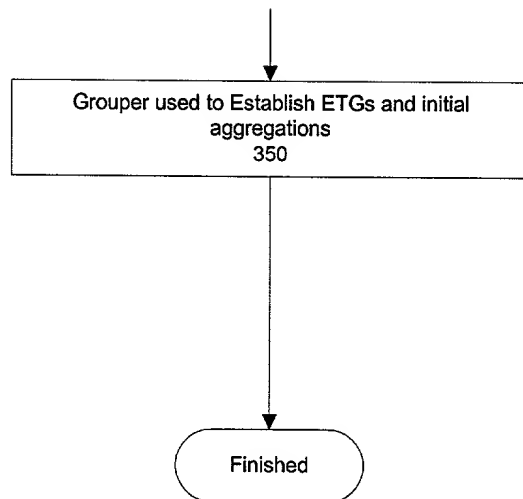 Grouper used to Establish ETGs and initial
aggregations
350
Finished